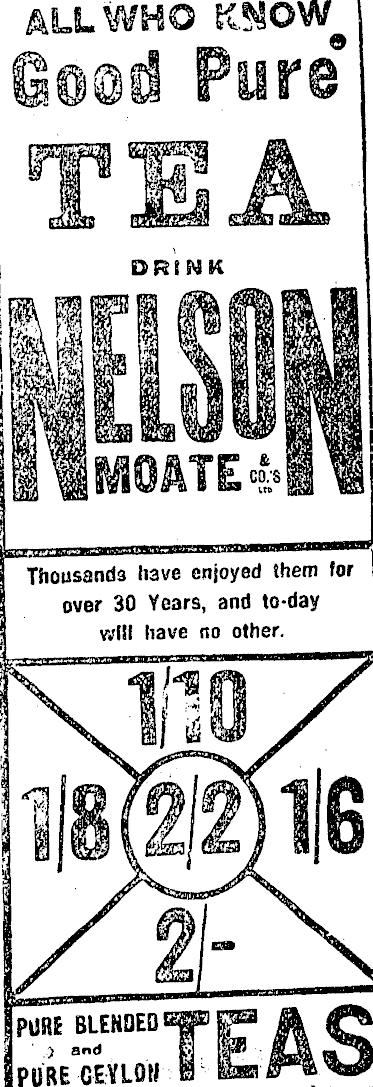 ALL WHO KNOW
Good Pure
TEA
DRINK
NELSON
MOATE & CO.'S LTD
Thousands have enjoyed them for
over 30 Years, and to-day
will have no other.
1/10
1/8 2/2 1/6
2/-
PURE BLENDED
and
PURE CEYLON
TEAS